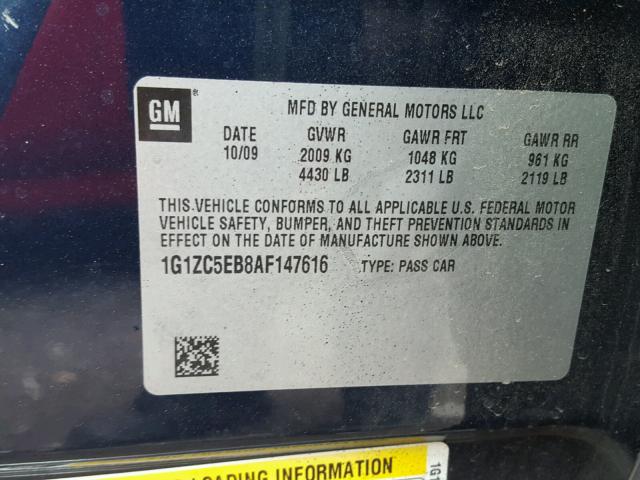 GM ®
MFD BY GENERAL MOTORS LLC
DATE GVWR GAWR FRT GAWR RR
10/09 2009 KG 1048 KG 961 KG
4430 LB 2311 LB 2119 LB
THIS VEHICLE CONFORMS TO ALL APPLICABLE U.S. FEDERAL MOTOR
VEHICLE SAFETY, BUMPER, AND THEFT PREVENTION STANDARDS IN
EFFECT ON THE DATE OF MANUFACTURE SHOWN ABOVE.
1G1ZC5EB8AF147616 TYPE: PASS CAR
LOADING INFORMATION
1G1